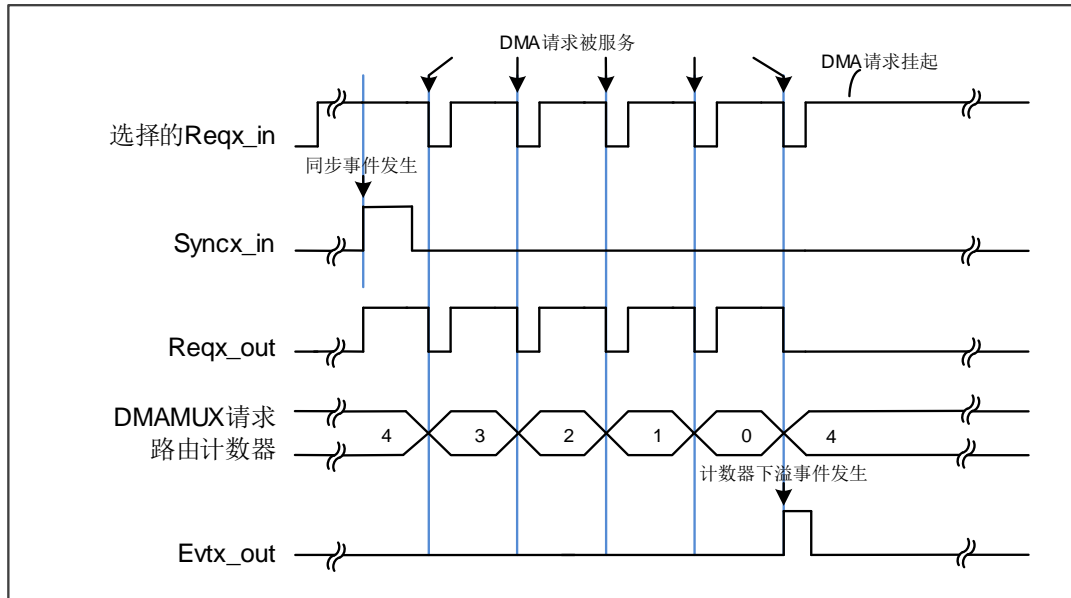 DMA请求被服务
DMA请求挂起
选择的Reqx_in
同步事件发生
Syncx_in
Reqx_out
DMAMUX请求
路由计数器
4 3 2 1 0 4
计数器下溢事件发生
Evtx_out